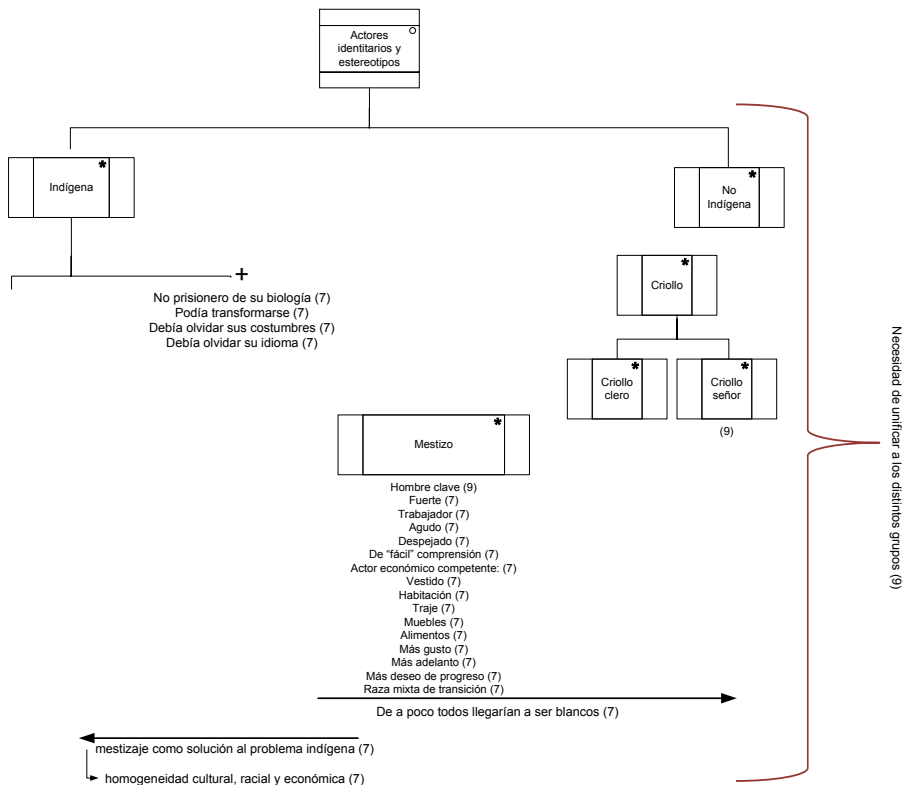 Actores
identitarios y
estereotipos
*
Indígena
*
No
Indígena
+
No prisionero de su biología (7)
Podía transformarse (7)
Debía olvidar sus costumbres (7)
Debía olvidar su idioma (7)
*
Criollo
*
Criollo
clero
*
Criollo
señor
(9)
*
Mestizo
Hombre clave (9)
Fuerte (7)
Trabajador (7)
Agudo (7)
Despejado (7)
De “fácil” comprensión (7)
Actor económico competente: (7)
Vestido (7)
Habitación (7)
Traje (7)
Muebles (7)
Alimentos (7)
Más gusto (7)
Más adelanto (7)
Más deseo de progreso (7)
Raza mixta de transición (7)
De a poco todos llegarían a ser blancos (7)
mestizaje como solución al problema indígena (7)
homogeneidad cultural, racial y económica (7)
Necesidad de unificar a los distintos grupos (9)